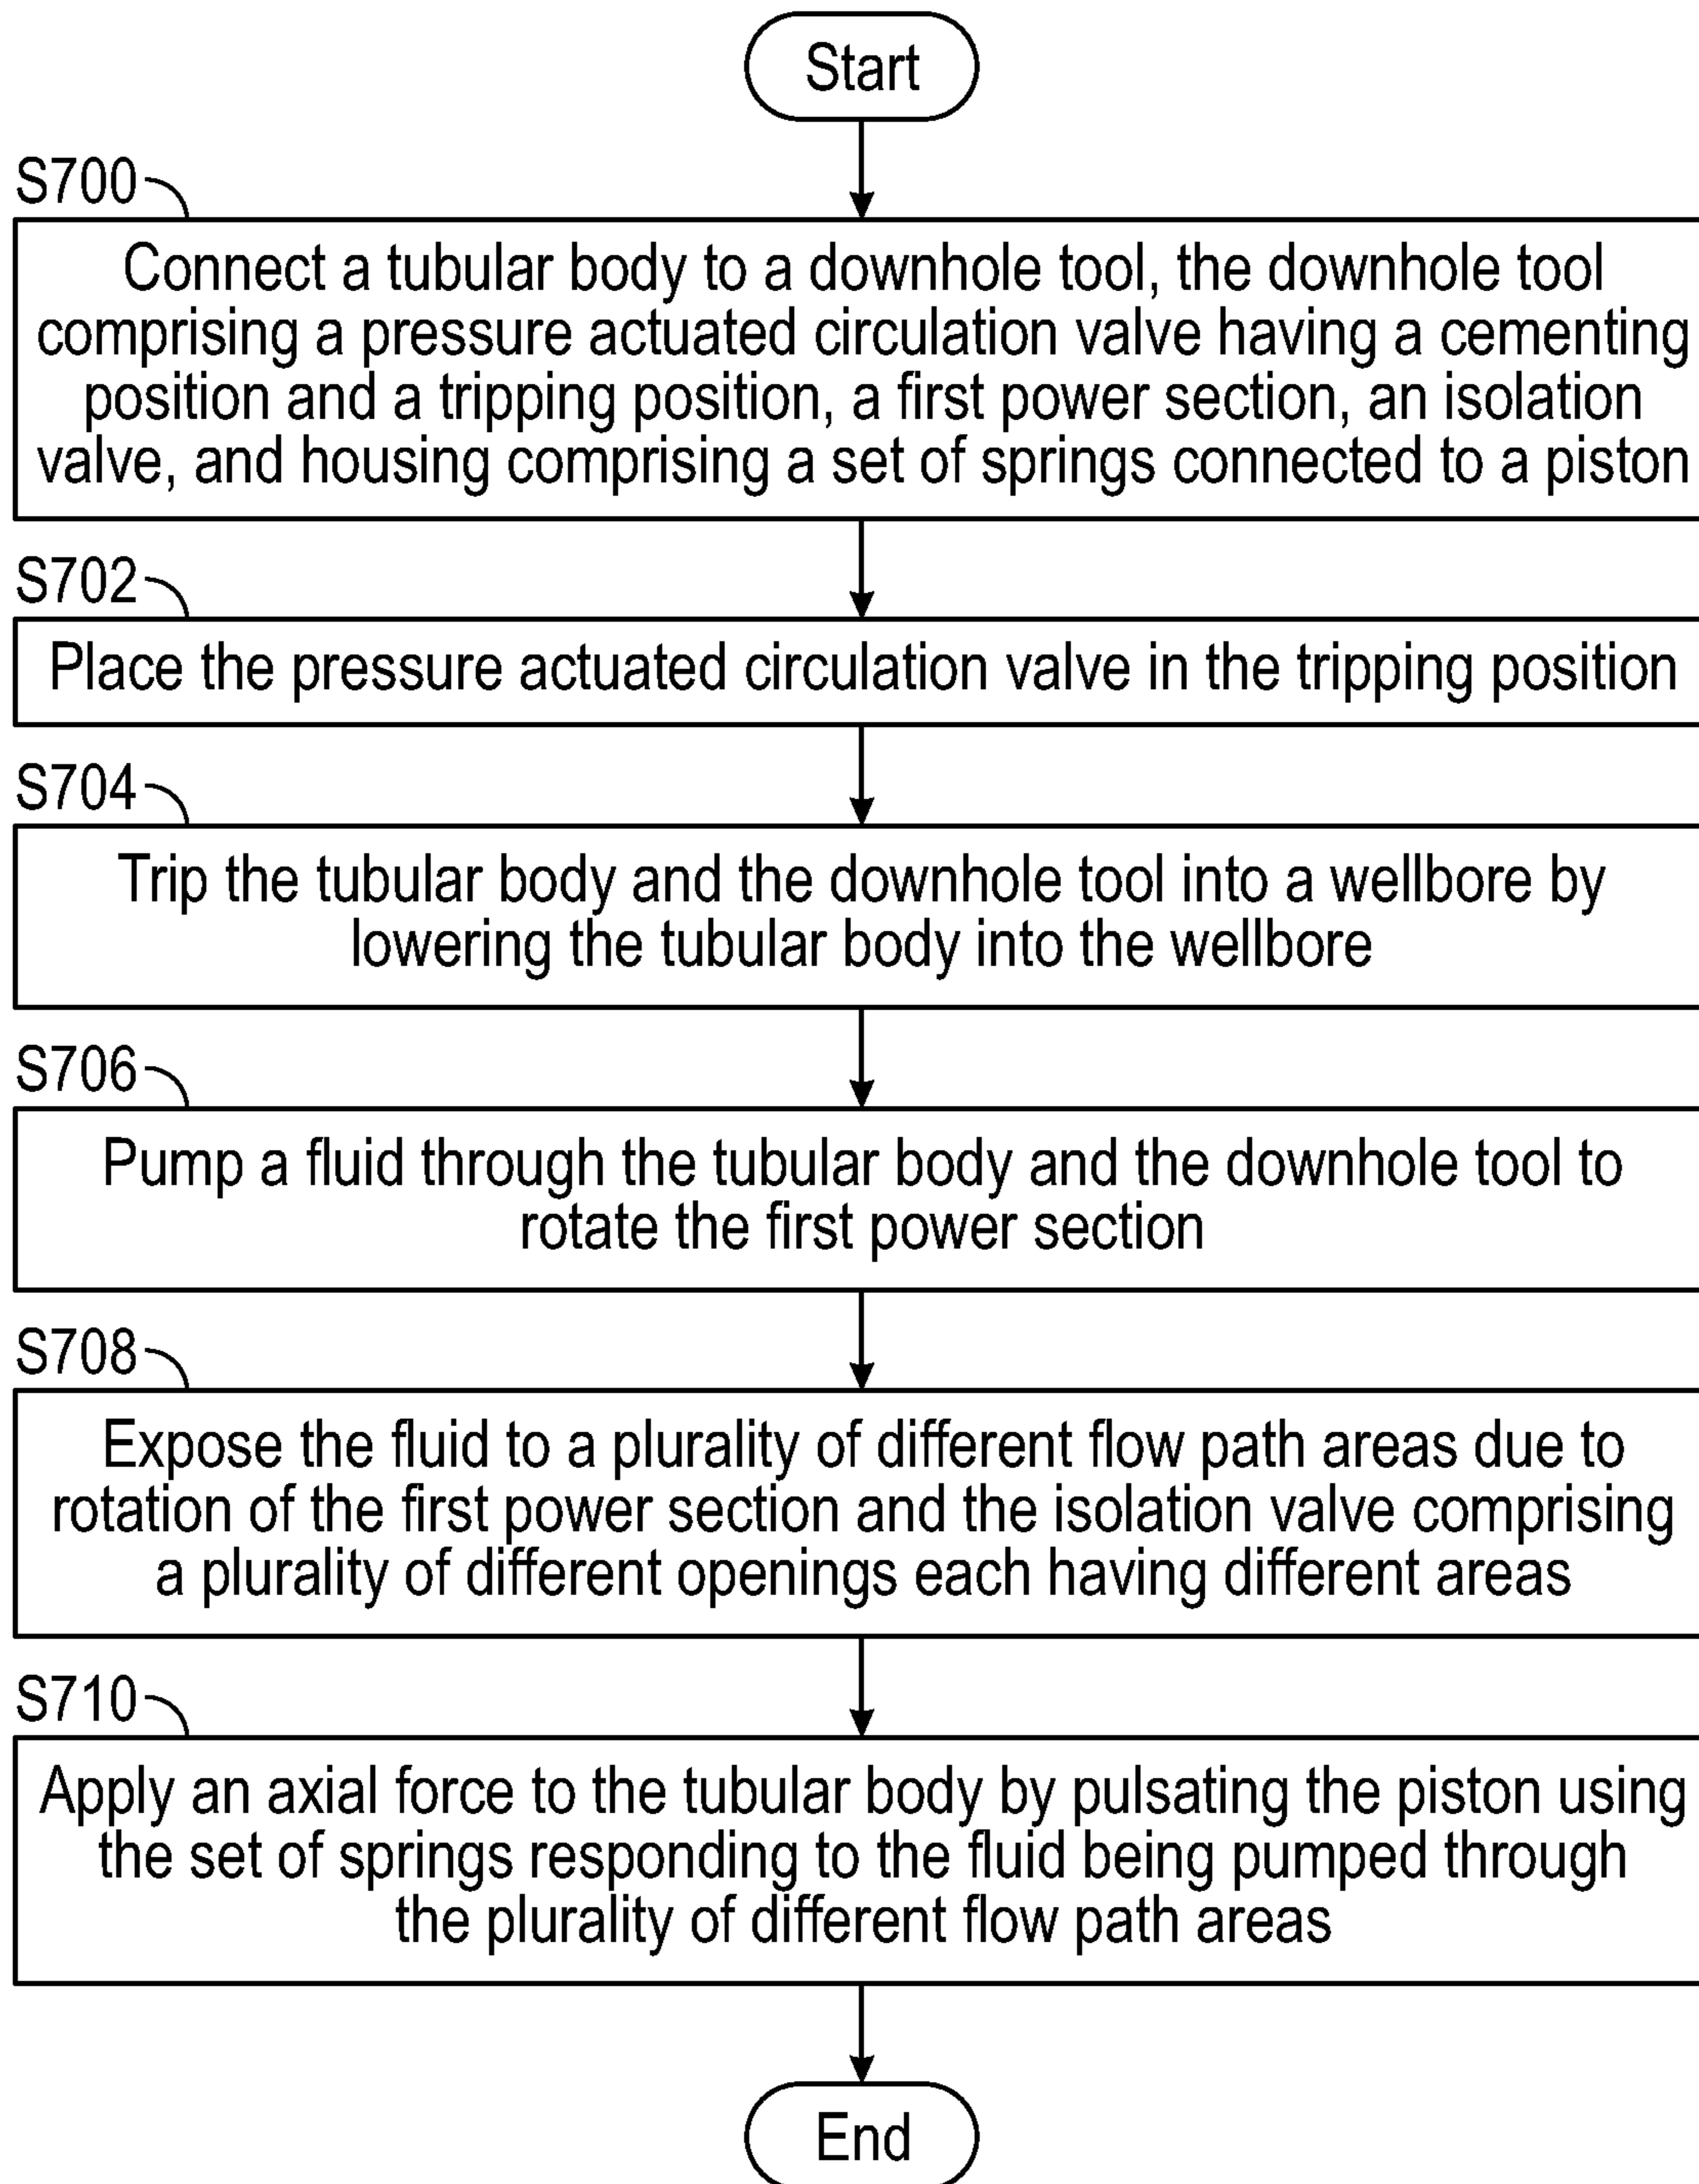 Start
S700
Connect a tubular body to a downhole tool, the downhole tool
comprising a pressure actuated circulation valve having a cementing
position and a tripping position, a first power section, an isolation
valve, and housing comprising a set of springs connected to a piston
S702
Place the pressure actuated circulation valve in the tripping position
S704
Trip the tubular body and the downhole tool into a wellbore by
lowering the tubular body into the wellbore
S706
Pump a fluid through the tubular body and the downhole tool to
rotate the first power section
S708
Expose the fluid to a plurality of different flow path areas due to
rotation of the first power section and the isolation valve comprising
a plurality of different openings each having different areas
S710
Apply an axial force to the tubular body by pulsating the piston using
the set of springs responding to the fluid being pumped through
the plurality of different flow path areas
End